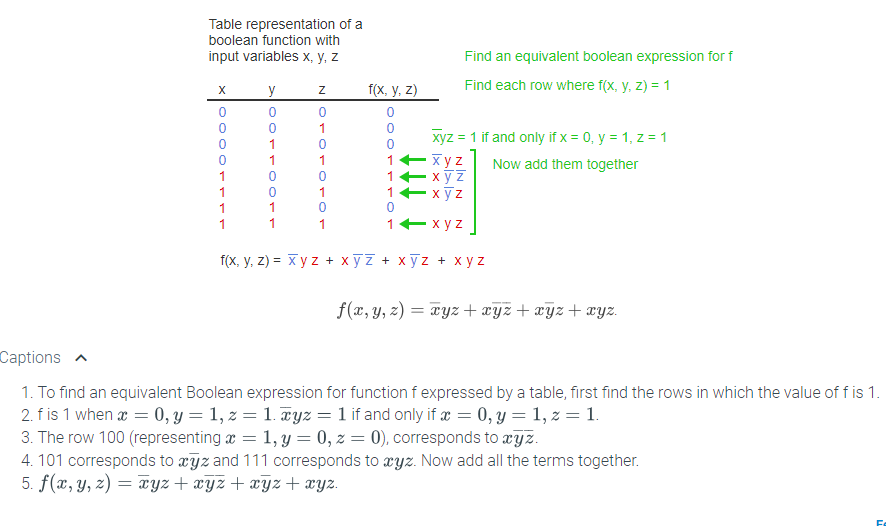 Table representation of a
boolean function with
input variables x, y, z
Find an equivalent boolean expression for f
Find each row where f(x, y, z) = 1
x y z f(x, y, z)
0 0 0 0
0 0 1 0
0 1 0 0
x̅yz = 1 if and only if x = 0, y = 1, z = 1
0 1 1 1 x̅ y z
Now add them together
1 0 0 1 x y̅ z̅
1 0 1 1 x y̅ z
1 1 0 0
1 1 1 1 x y z
f(x, y, z) = x̅ y z + x y̅ z̅ + x y̅ z + x y z
f(x, y, z) = x̅yz + xy̅z̅ + xy̅z + xyz.
Captions
1. To find an equivalent Boolean expression for function f expressed by a table, first find the rows in which the value of f is 1.
2. f is 1 when x = 0, y = 1, z = 1. x̅yz = 1 if and only if x = 0, y = 1, z = 1.
3. The row 100 (representing x = 1, y = 0, z = 0), corresponds to xy̅z̅.
4. 101 corresponds to xy̅z and 111 corresponds to xyz. Now add all the terms together.
5. f(x, y, z) = x̅yz + xy̅z̅ + xy̅z + xyz.